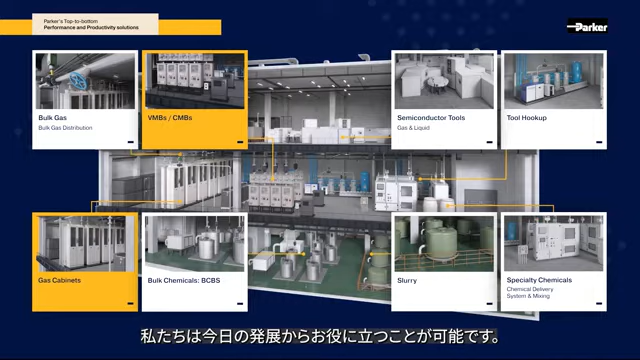 Parker's Top-to-bottom
Performance and Productivity solutions
Parker
Bulk Gas
Bulk Gas Distribution
VMBs / CMBs
Semiconductor Tools
Gas & Liquid
Tool Hookup
Gas Cabinets
Bulk Chemicals: BCBS
Slurry
Specialty Chemicals
Chemical Delivery
System & Mixing
私たちは今日の発展からお役に立つことが可能です。